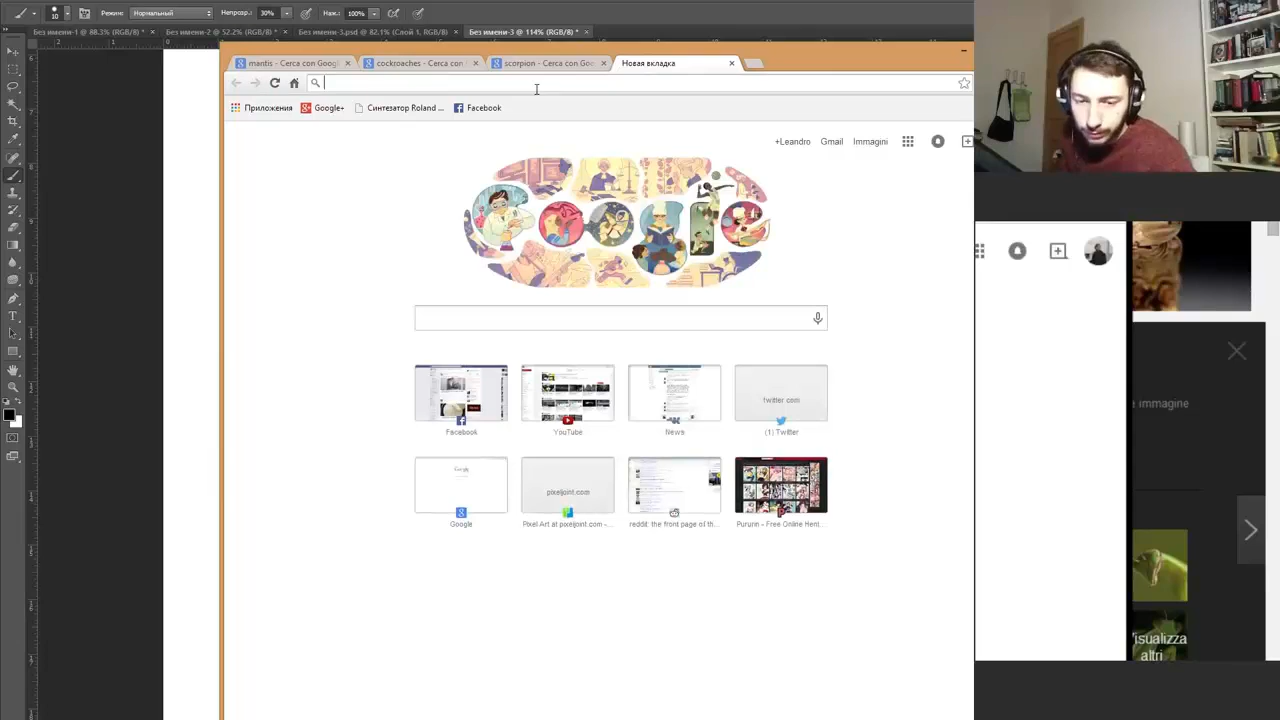 Режим: Нормальный Непрозр.: 30% Наж.: 100%
10
Без имени-1 @ 88.3% (RGB/8) * × Без имени-2 @ 52.2% (RGB/8) * × Без имени-3.psd @ 82.1% (Слой 1, RGB/8) × Без имени-3 @ 114% (RGB/8) * ×
mantis - Cerca con Googl × cockroaches - Cerca con × scorpion - Cerca con Goo × Новая вкладка ×
Приложения Google+ Синтезатор Roland ... Facebook
+Leandro Gmail Immagini
Facebook YouTube News (1) Twitter
twitter.com
pixeljoint.com
Google Pixel Art at pixeljoint.com -... reddit: the front page of th... Pururin - Free Online Hent...
immagine
Visualizza
altri